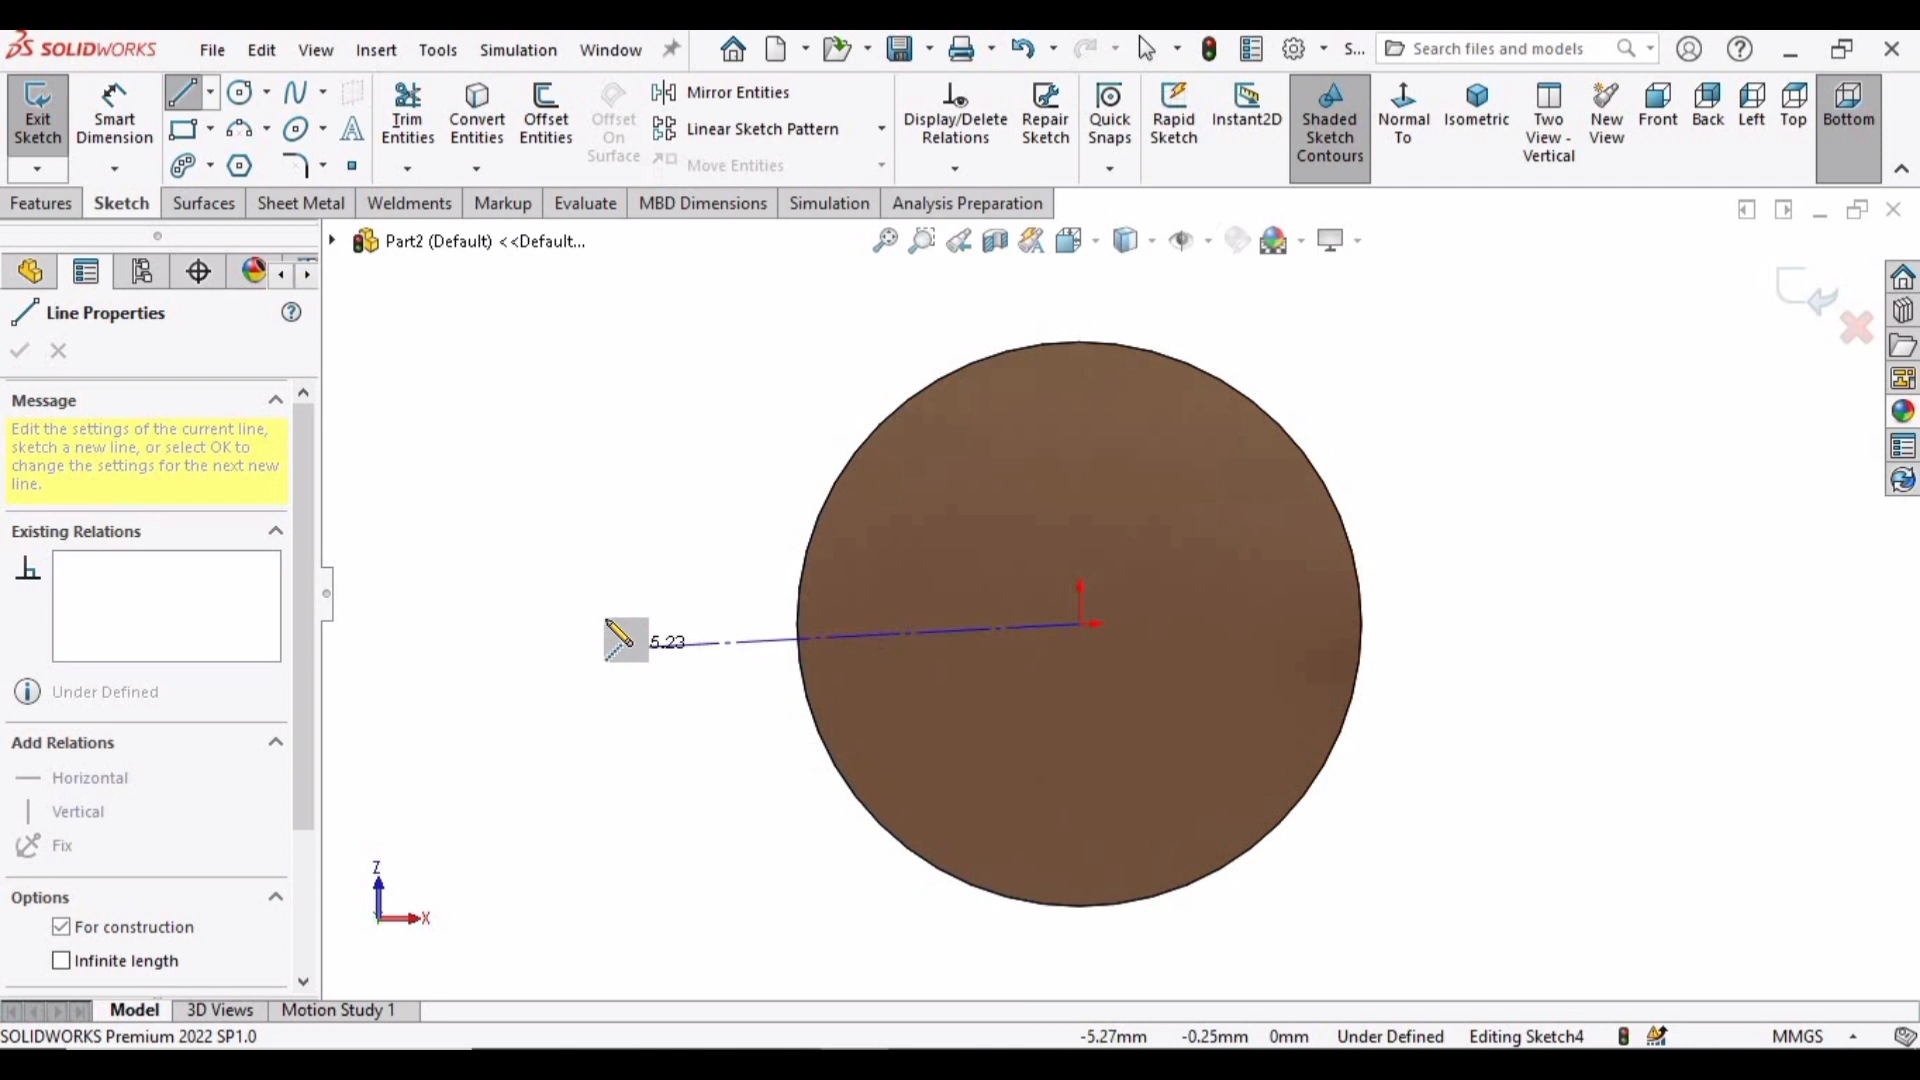 SOLIDWORKS File Edit View Insert Tools Simulation Window S... Search files and models
Exit Sketch
Smart Dimension
Trim Entities
Convert Entities
Offset Entities
Offset On Surface
Mirror Entities
Linear Sketch Pattern
Move Entities
Display/Delete Relations
Repair Sketch
Quick Snaps
Rapid Sketch
Instant2D
Shaded Sketch Contours
Normal To
Isometric
Two View - Vertical
New View
Front
Back
Left
Top
Bottom
Features Sketch Surfaces Sheet Metal Weldments Markup Evaluate MBD Dimensions Simulation Analysis Preparation
Part2 (Default) <<Default...
Line Properties
Message
Edit the settings of the current line,
sketch a new line, or select OK to
change the settings for the next new
line.
Existing Relations
Under Defined
Add Relations
Horizontal
Vertical
Fix
Options
For construction
Infinite length
5.23
Z
X
Model 3D Views Motion Study 1
SOLIDWORKS Premium 2022 SP1.0 -5.27mm -0.25mm 0mm Under Defined Editing Sketch4 MMGS